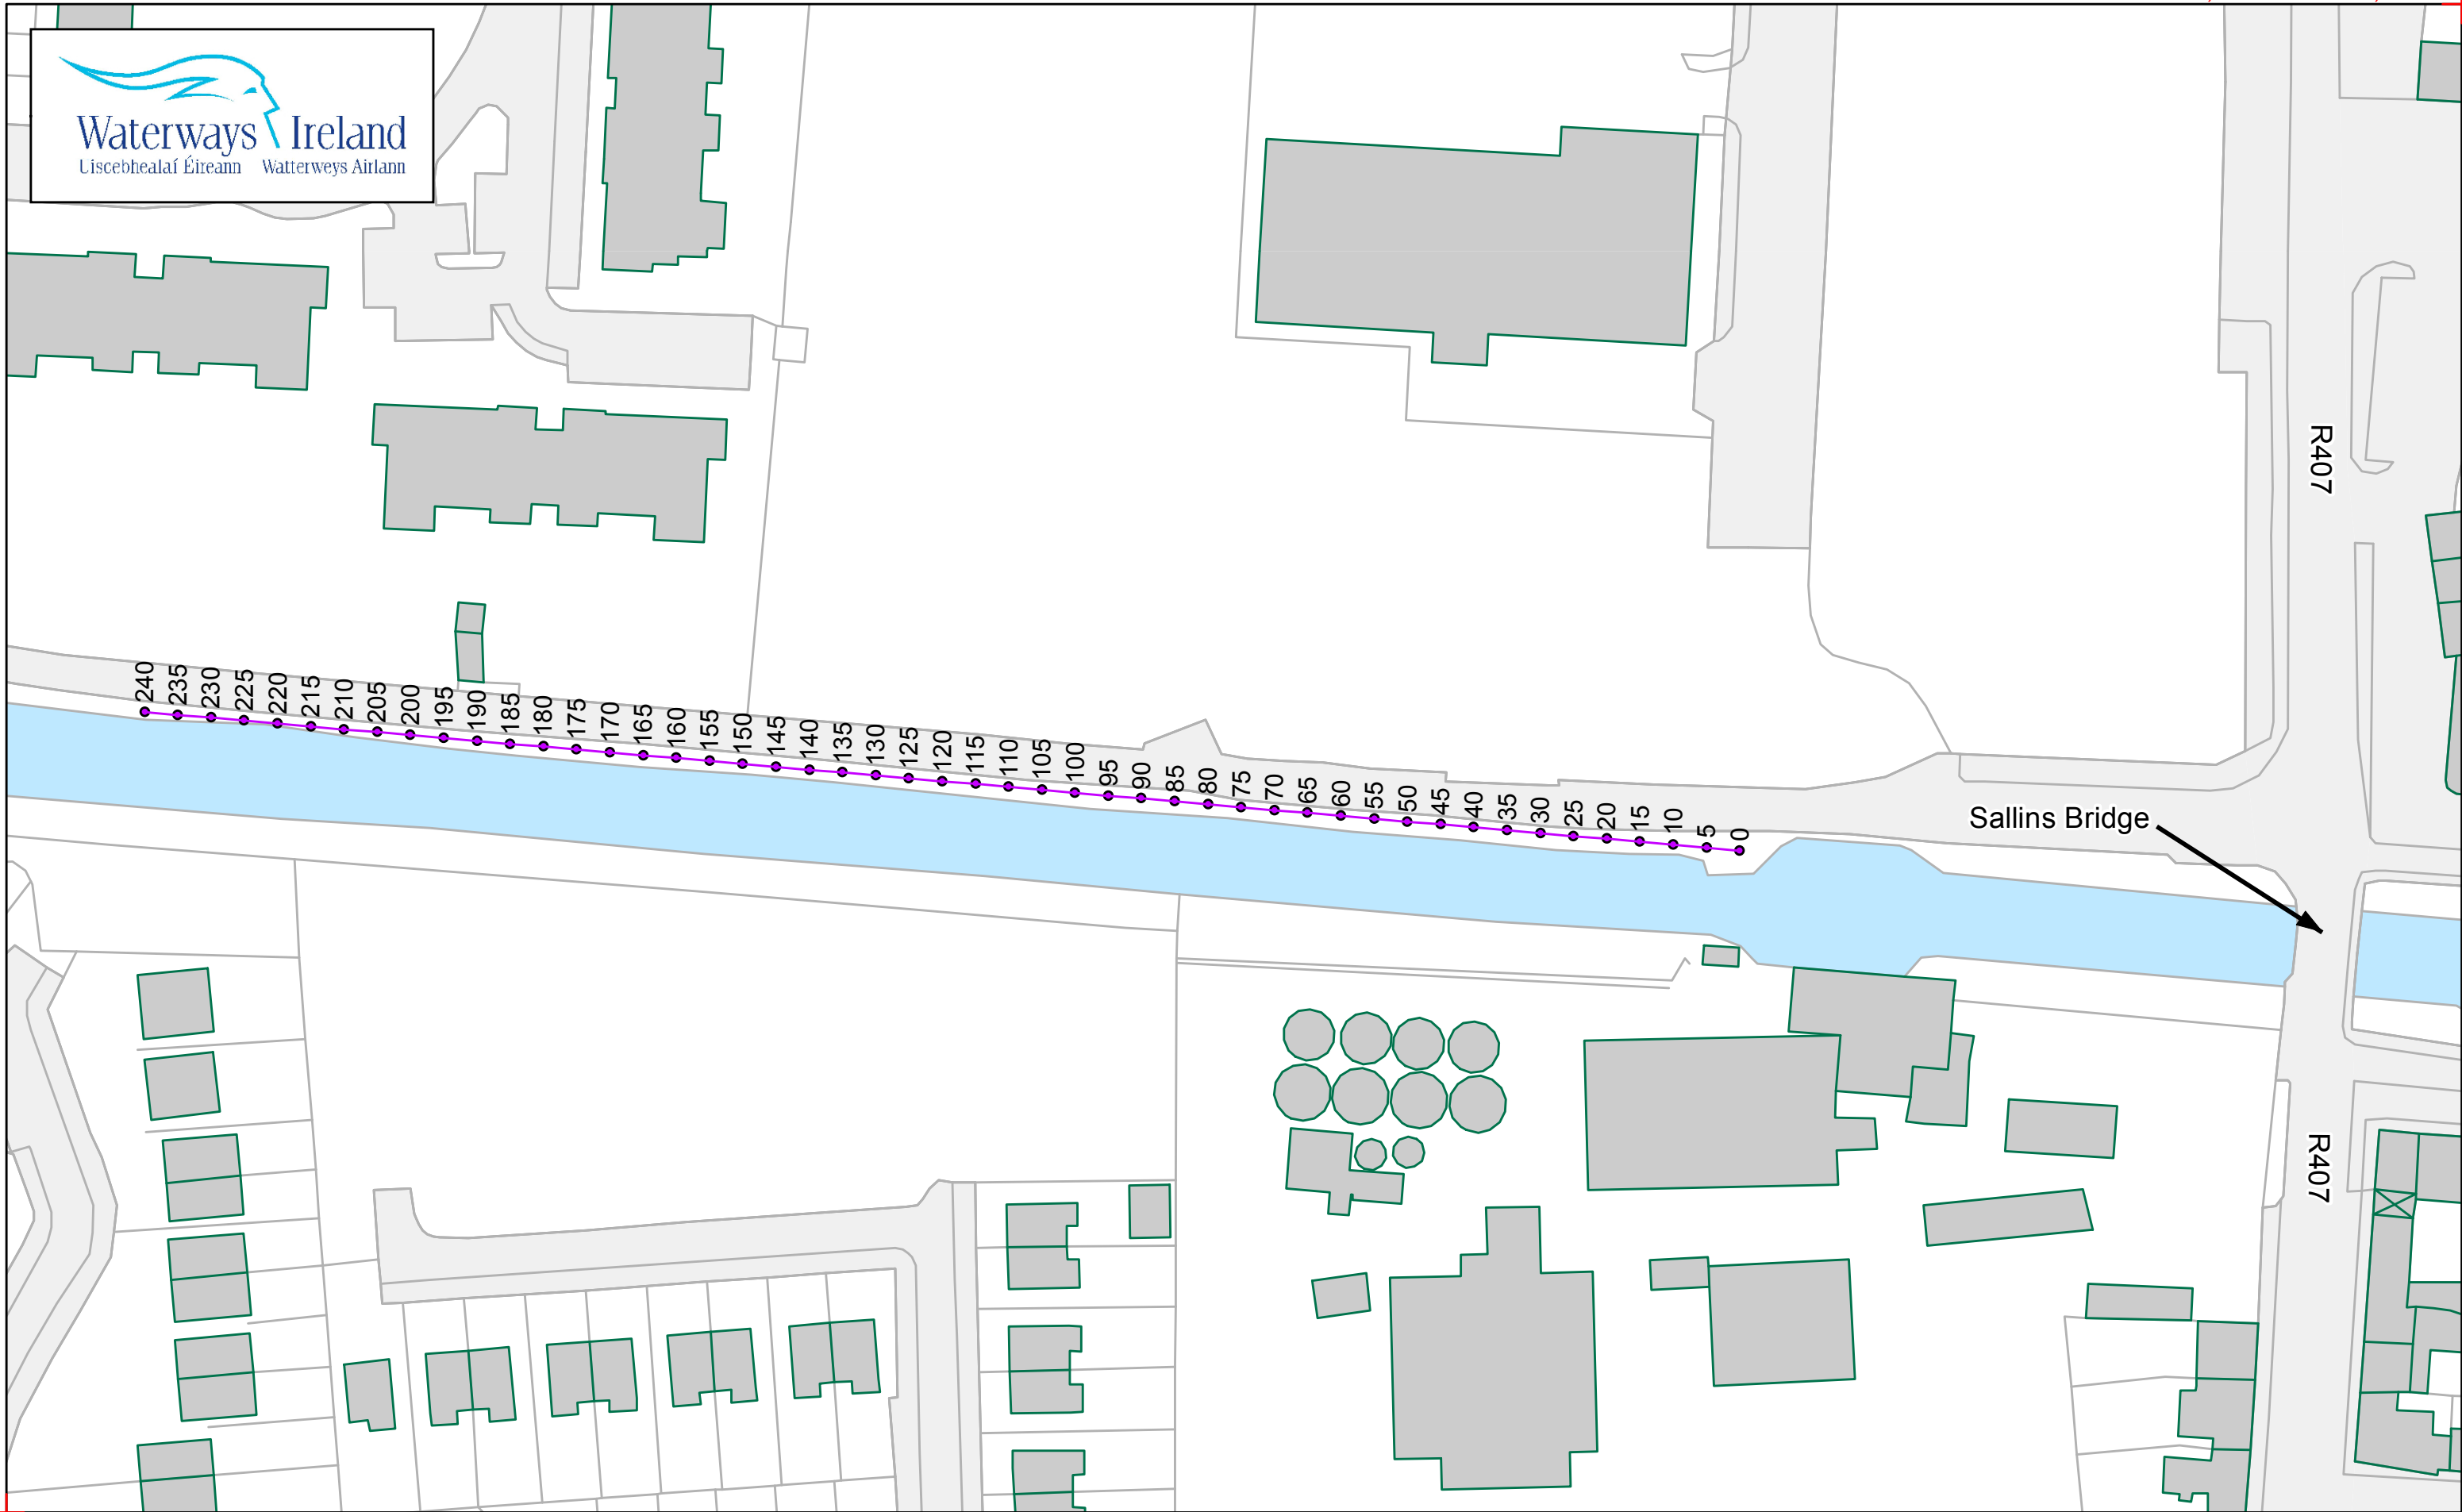 Waterways Ireland
Uiscebhealaí Éireann Watterweys Airlann
R407
240 235 230 225 220 215 210 205 200 195 190 185 180 175 170 165 160 155 150 145 140 135 130 125 120 115 110 105 100 95 90 85 80 75 70 65 60 55 50 45 40 35 30 25 20 15 10 5 0
Sallins Bridge
R407